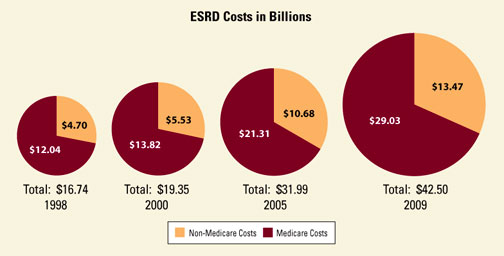 ESRD Costs in Billions
$4.70
$12.04
Total: $16.74
1998
$5.53
$13.82
Total: $19.35
2000
$10.68
$21.31
Total: $31.99
2005
$13.47
$29.03
Total: $42.50
2009
Non-Medicare Costs
Medicare Costs